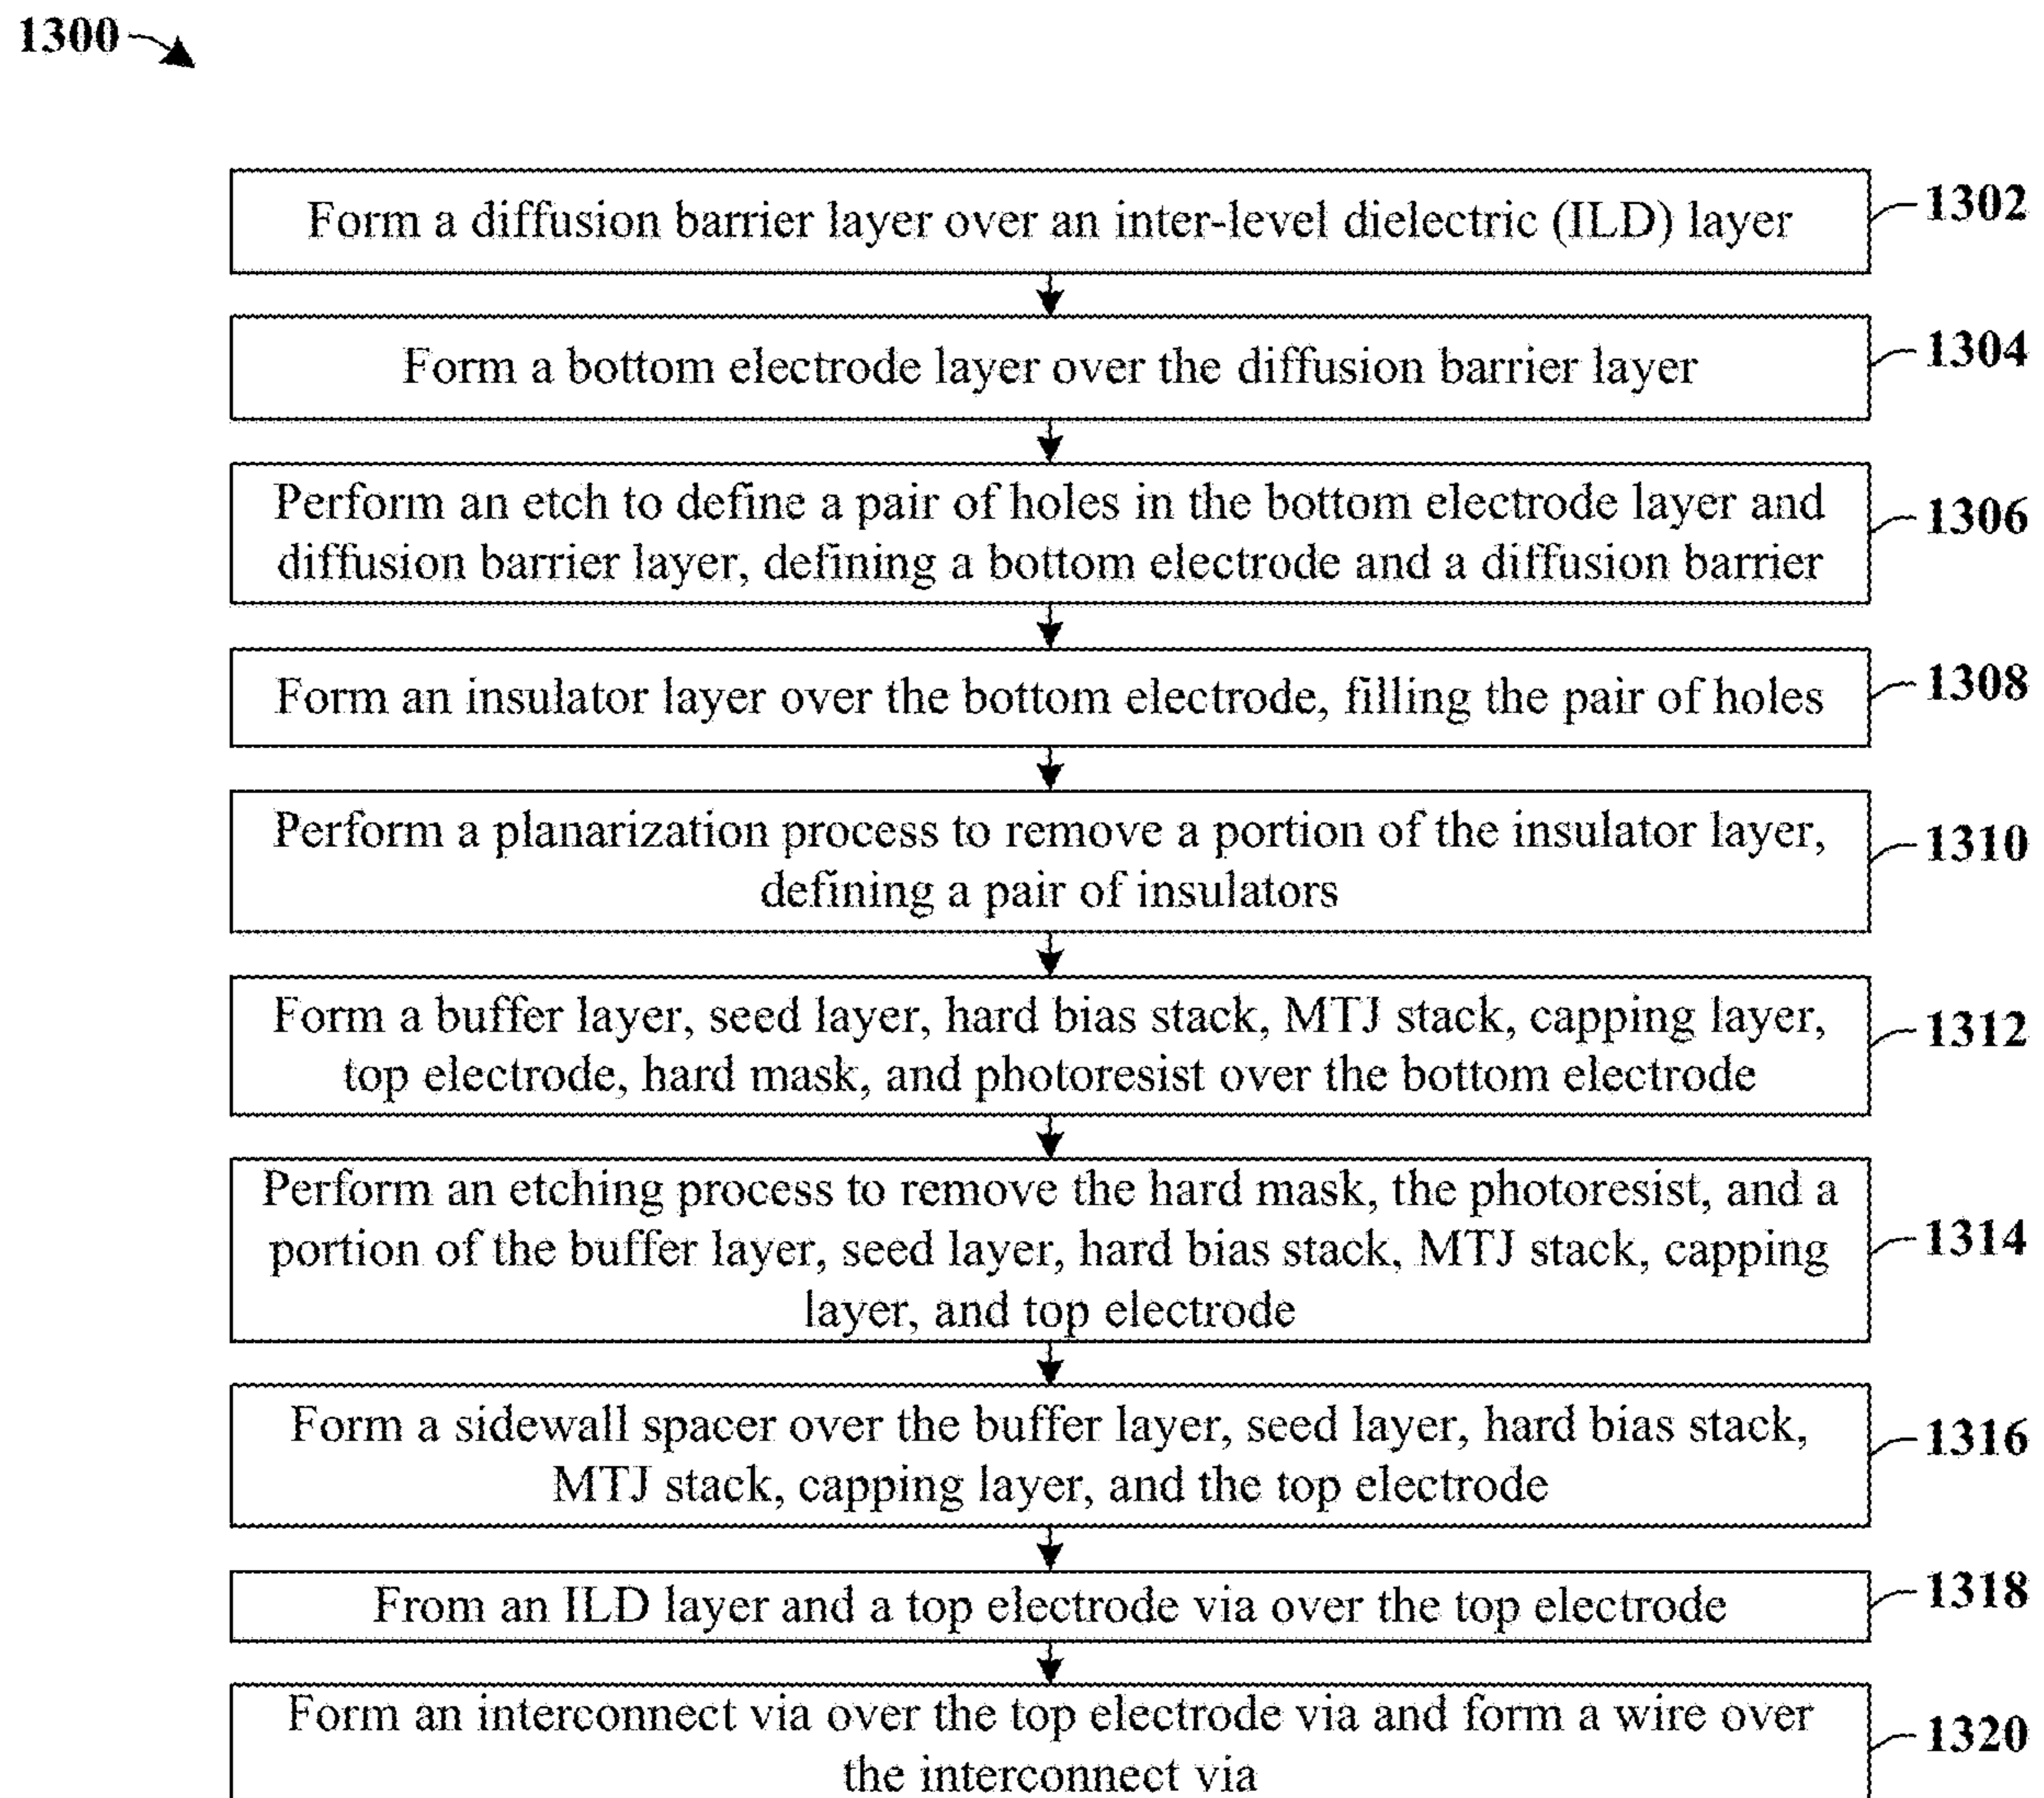 1300
Form a diffusion barrier layer over an inter-level dielectric (ILD) layer
1302
Form a bottom electrode layer over the diffusion barrier layer
1304
Perform an etch to define a pair of holes in the bottom electrode layer and
diffusion barrier layer, defining a bottom electrode and a diffusion barrier
1306
Form an insulator layer over the bottom electrode, filling the pair of holes
1308
Perform a planarization process to remove a portion of the insulator layer,
defining a pair of insulators
1310
Form a buffer layer, seed layer, hard bias stack, MTJ stack, capping layer,
top electrode, hard mask, and photoresist over the bottom electrode
1312
Perform an etching process to remove the hard mask, the photoresist, and a
portion of the buffer layer, seed layer, hard bias stack, MTJ stack, capping
layer, and top electrode
1314
Form a sidewall spacer over the buffer layer, seed layer, hard bias stack,
MTJ stack, capping layer, and the top electrode
1316
From an ILD layer and a top electrode via over the top electrode
1318
Form an interconnect via over the top electrode via and form a wire over
the interconnect via
1320